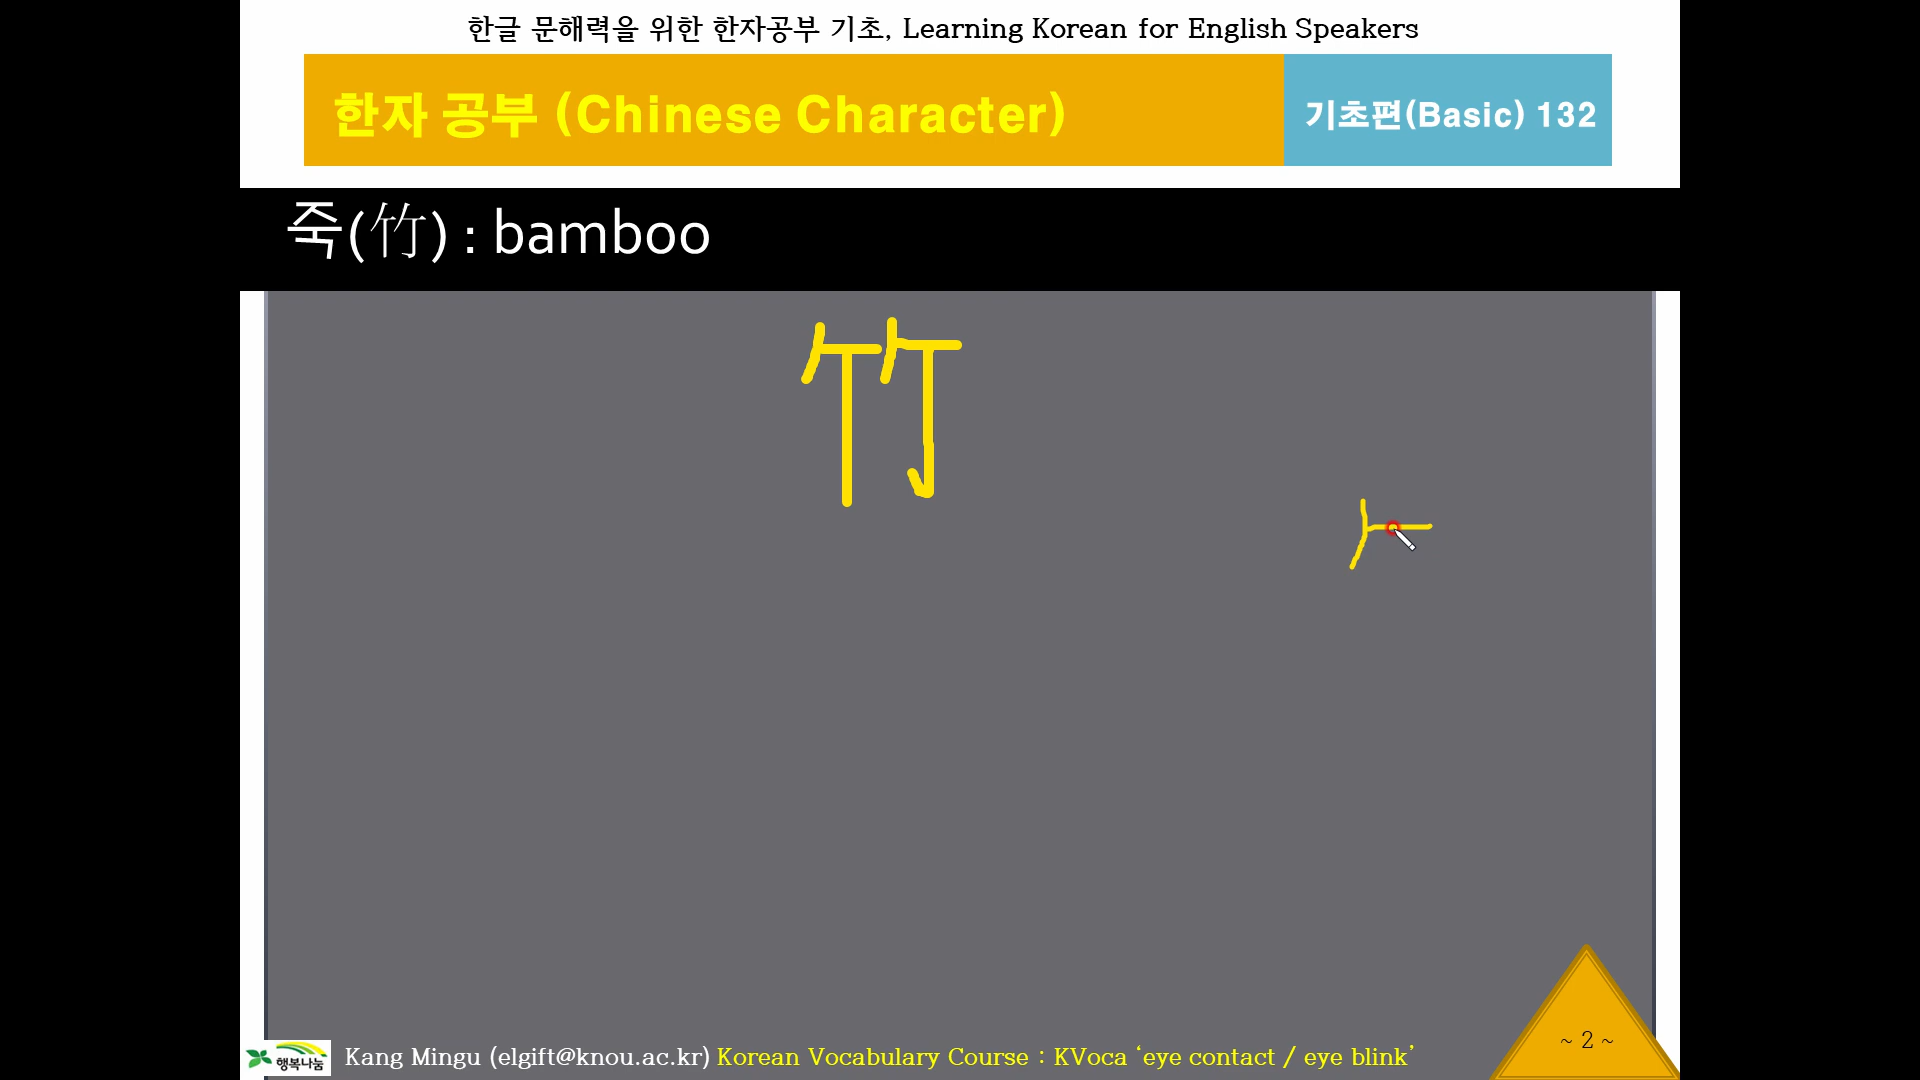 한글 문해력을 위한 한자공부 기초, Learning Korean for English Speakers
한자 공부 (Chinese Character)
기초편(Basic) 132
죽(竹) : bamboo
竹
~ 2 ~
행복나눔
Kang Mingu (elgift@knou.ac.kr) Korean Vocabulary Course : KVoca ‘eye contact / eye blink’